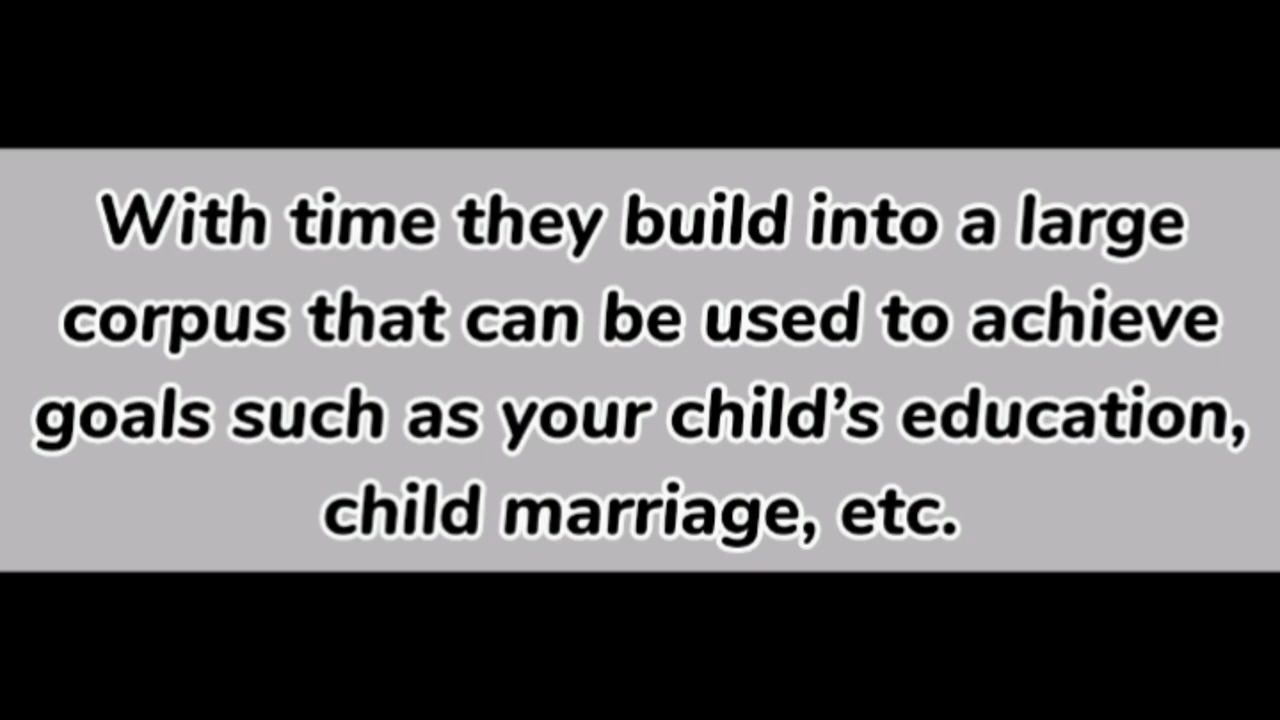 With time they build into a large
corpus that can be used to achieve
goals such as your child’s education,
child marriage, etc.